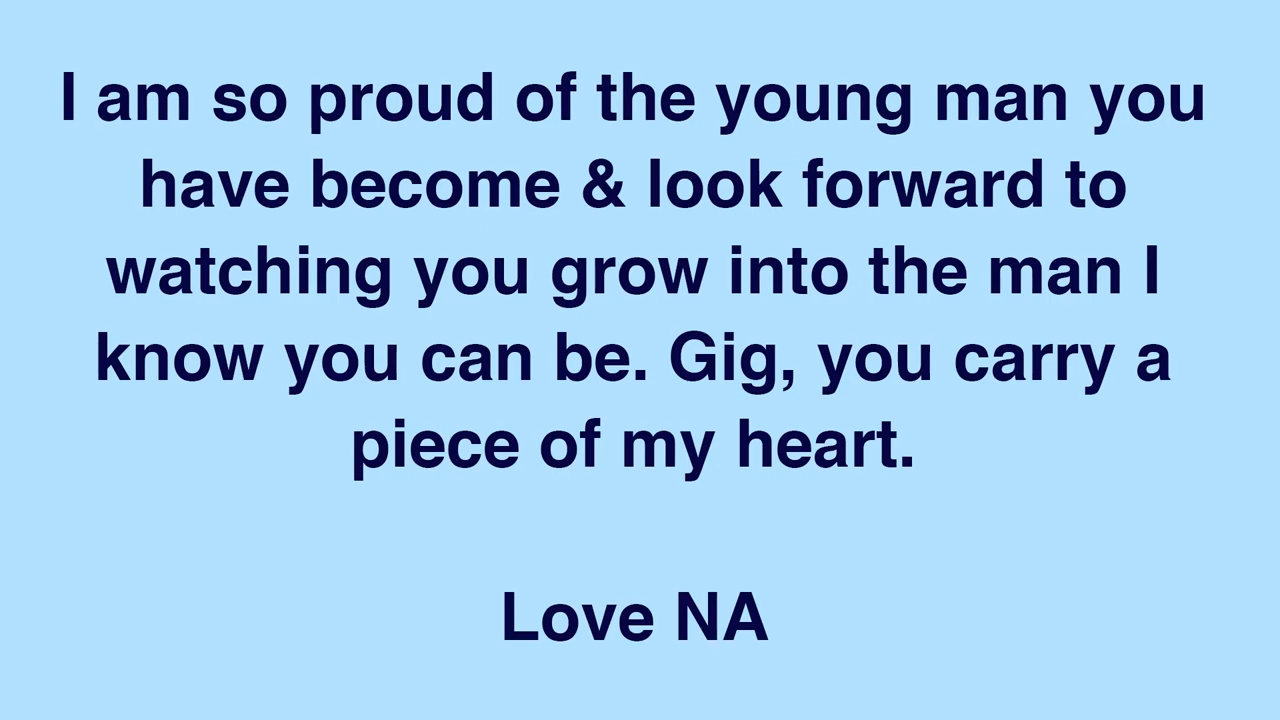 I am so proud of the young man you
have become & look forward to
watching you grow into the man I
know you can be. Gig, you carry a
piece of my heart.
Love NA